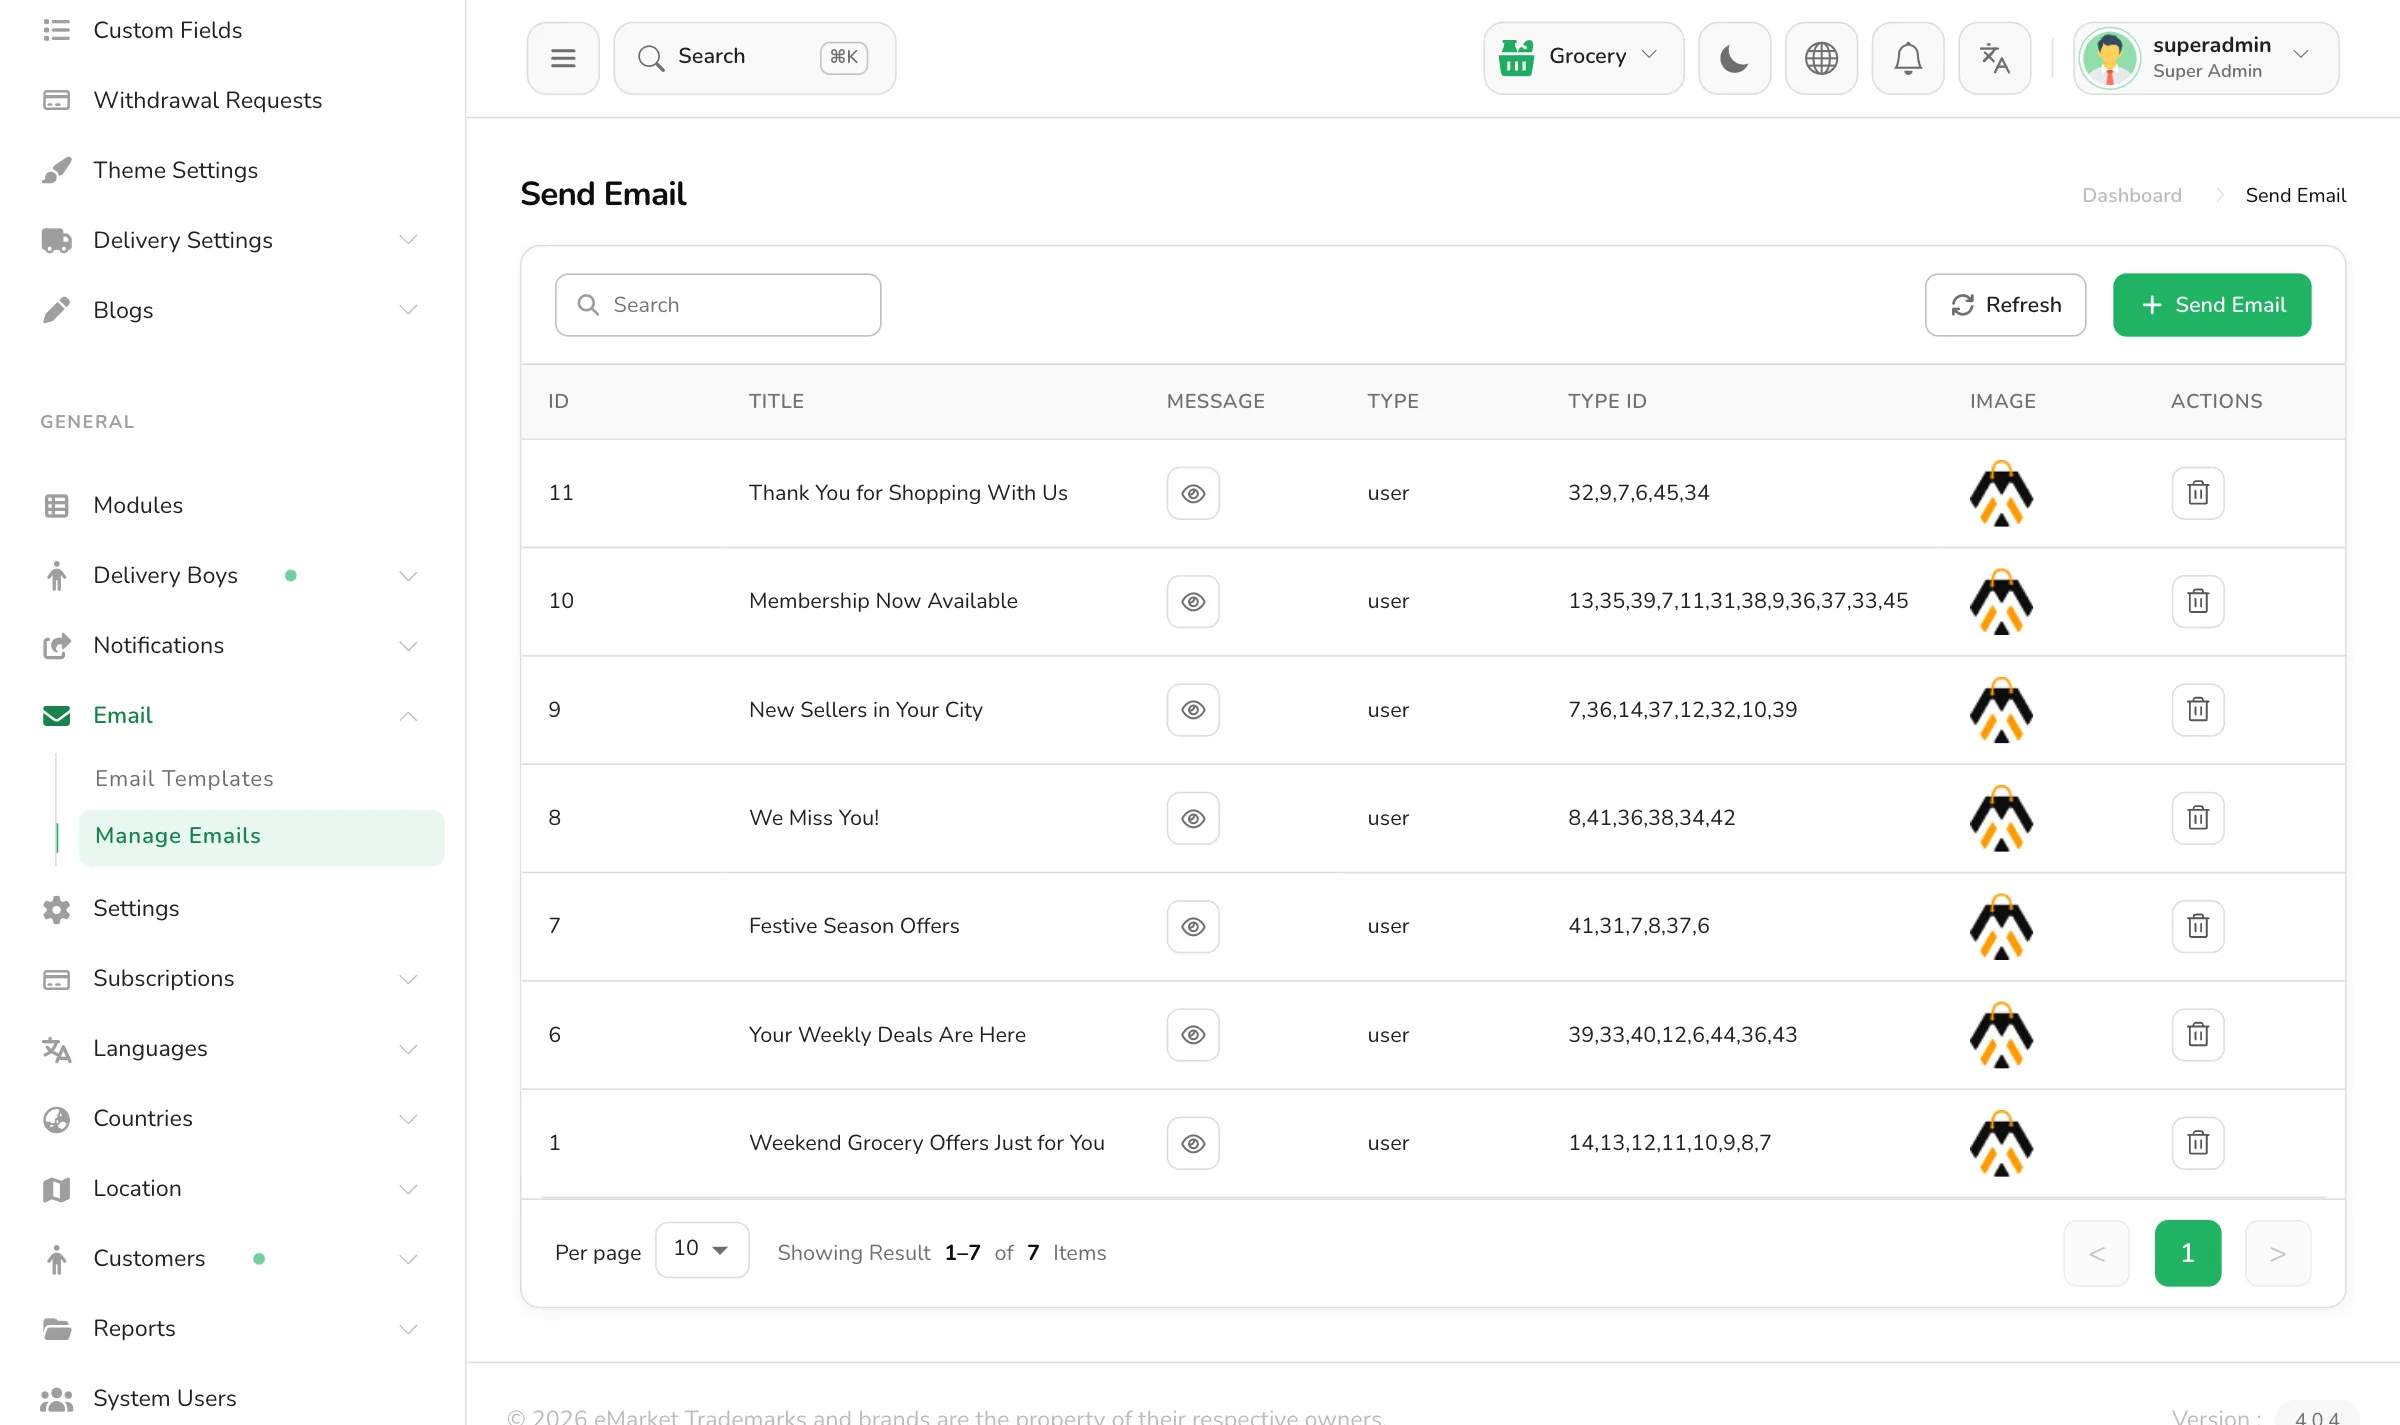 Custom Fields
Withdrawal Requests
Theme Settings
Delivery Settings
Blogs
GENERAL
Modules
Delivery Boys
Notifications
Email
Email Templates
Manage Emails
Settings
Subscriptions
Languages
Countries
Location
Customers
Reports
System Users
Search ⌘K
Grocery
superadmin
Super Admin
Send Email
Dashboard > Send Email
Search
Refresh
+ Send Email
ID TITLE MESSAGE TYPE TYPE ID IMAGE ACTIONS
11 Thank You for Shopping With Us user 32,9,7,6,45,34
10 Membership Now Available user 13,35,39,7,11,31,38,9,36,37,33,45
9 New Sellers in Your City user 7,36,14,37,12,32,10,39
8 We Miss You! user 8,41,36,38,34,42
7 Festive Season Offers user 41,31,7,8,37,6
6 Your Weekly Deals Are Here user 39,33,40,12,6,44,36,43
1 Weekend Grocery Offers Just for You user 14,13,12,11,10,9,8,7
Per page 10 Showing Result 1–7 of 7 Items
< 1 >
© 2026 eMarket Trademarks and brands are the property of their respective owners.
Version : 4.0.4